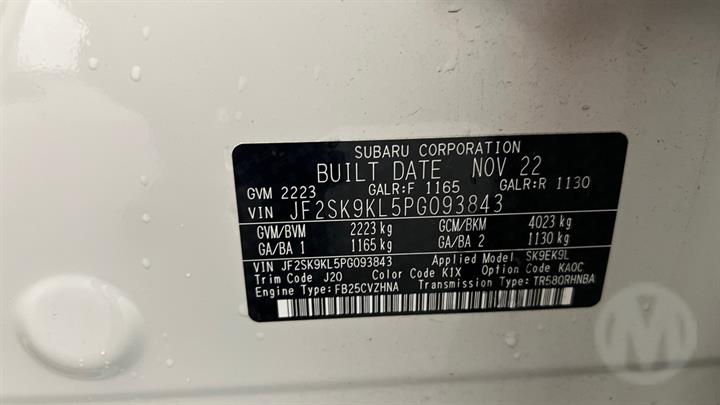 SUBARU CORPORATION
BUILT DATE NOV 22
GVM 2223 GALR:F 1165 GALR:R 1130
VIN JF2SK9KL5PG093843
GVM/BVM 2223 kg GCM/BKM 4023 kg
GA/BA 1 1165 kg GA/BA 2 1130 kg
VIN JF2SK9KL5PG093843 Applied Model SK9EK9L
Trim Code J20 Color Code K1X Option Code KA0C
Engine Type:FB25CVZHNA Transmission Type:TR580RHNBA
M